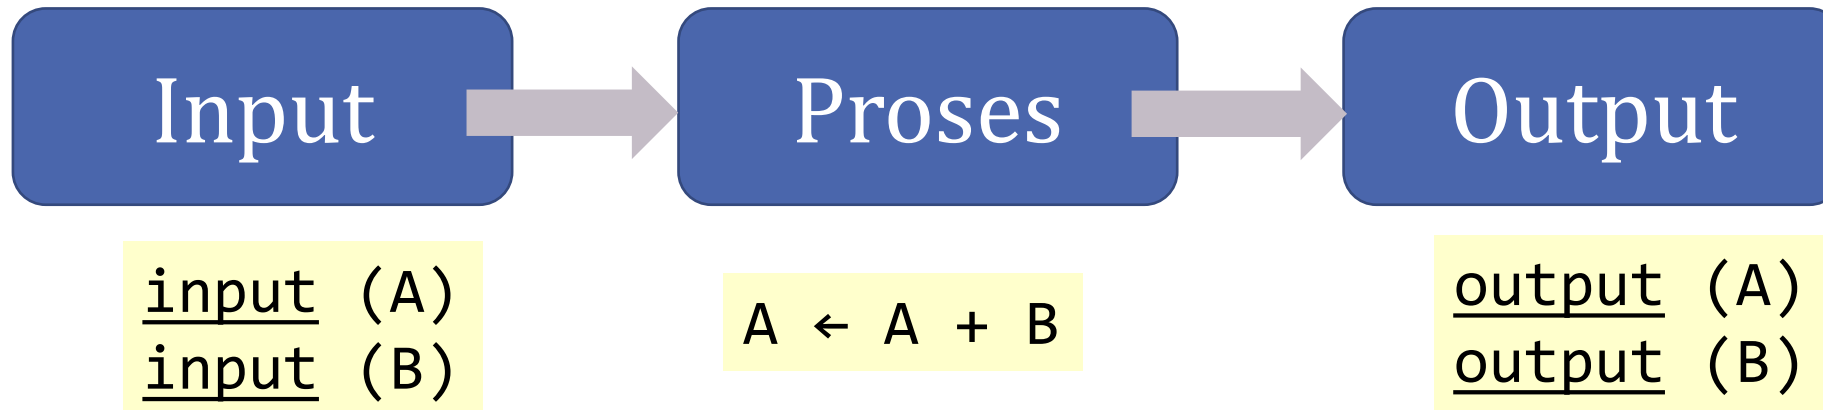 Input
Proses
Output
input (A)
input (B)
A ← A + B
output (A)
output (B)